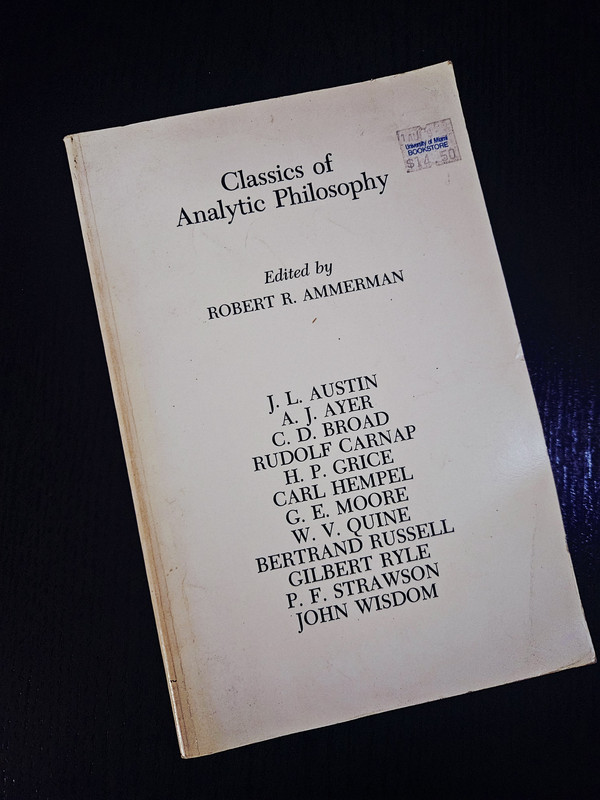 Classics of
Analytic Philosophy
University of Miami
BOOKSTORE
$14.50
Edited by
ROBERT R. AMMERMAN
J. L. AUSTIN
A. J. AYER
C. D. BROAD
RUDOLF CARNAP
H. P. GRICE
CARL HEMPEL
G. E. MOORE
W. V. QUINE
BERTRAND RUSSELL
GILBERT RYLE
P. F. STRAWSON
JOHN WISDOM